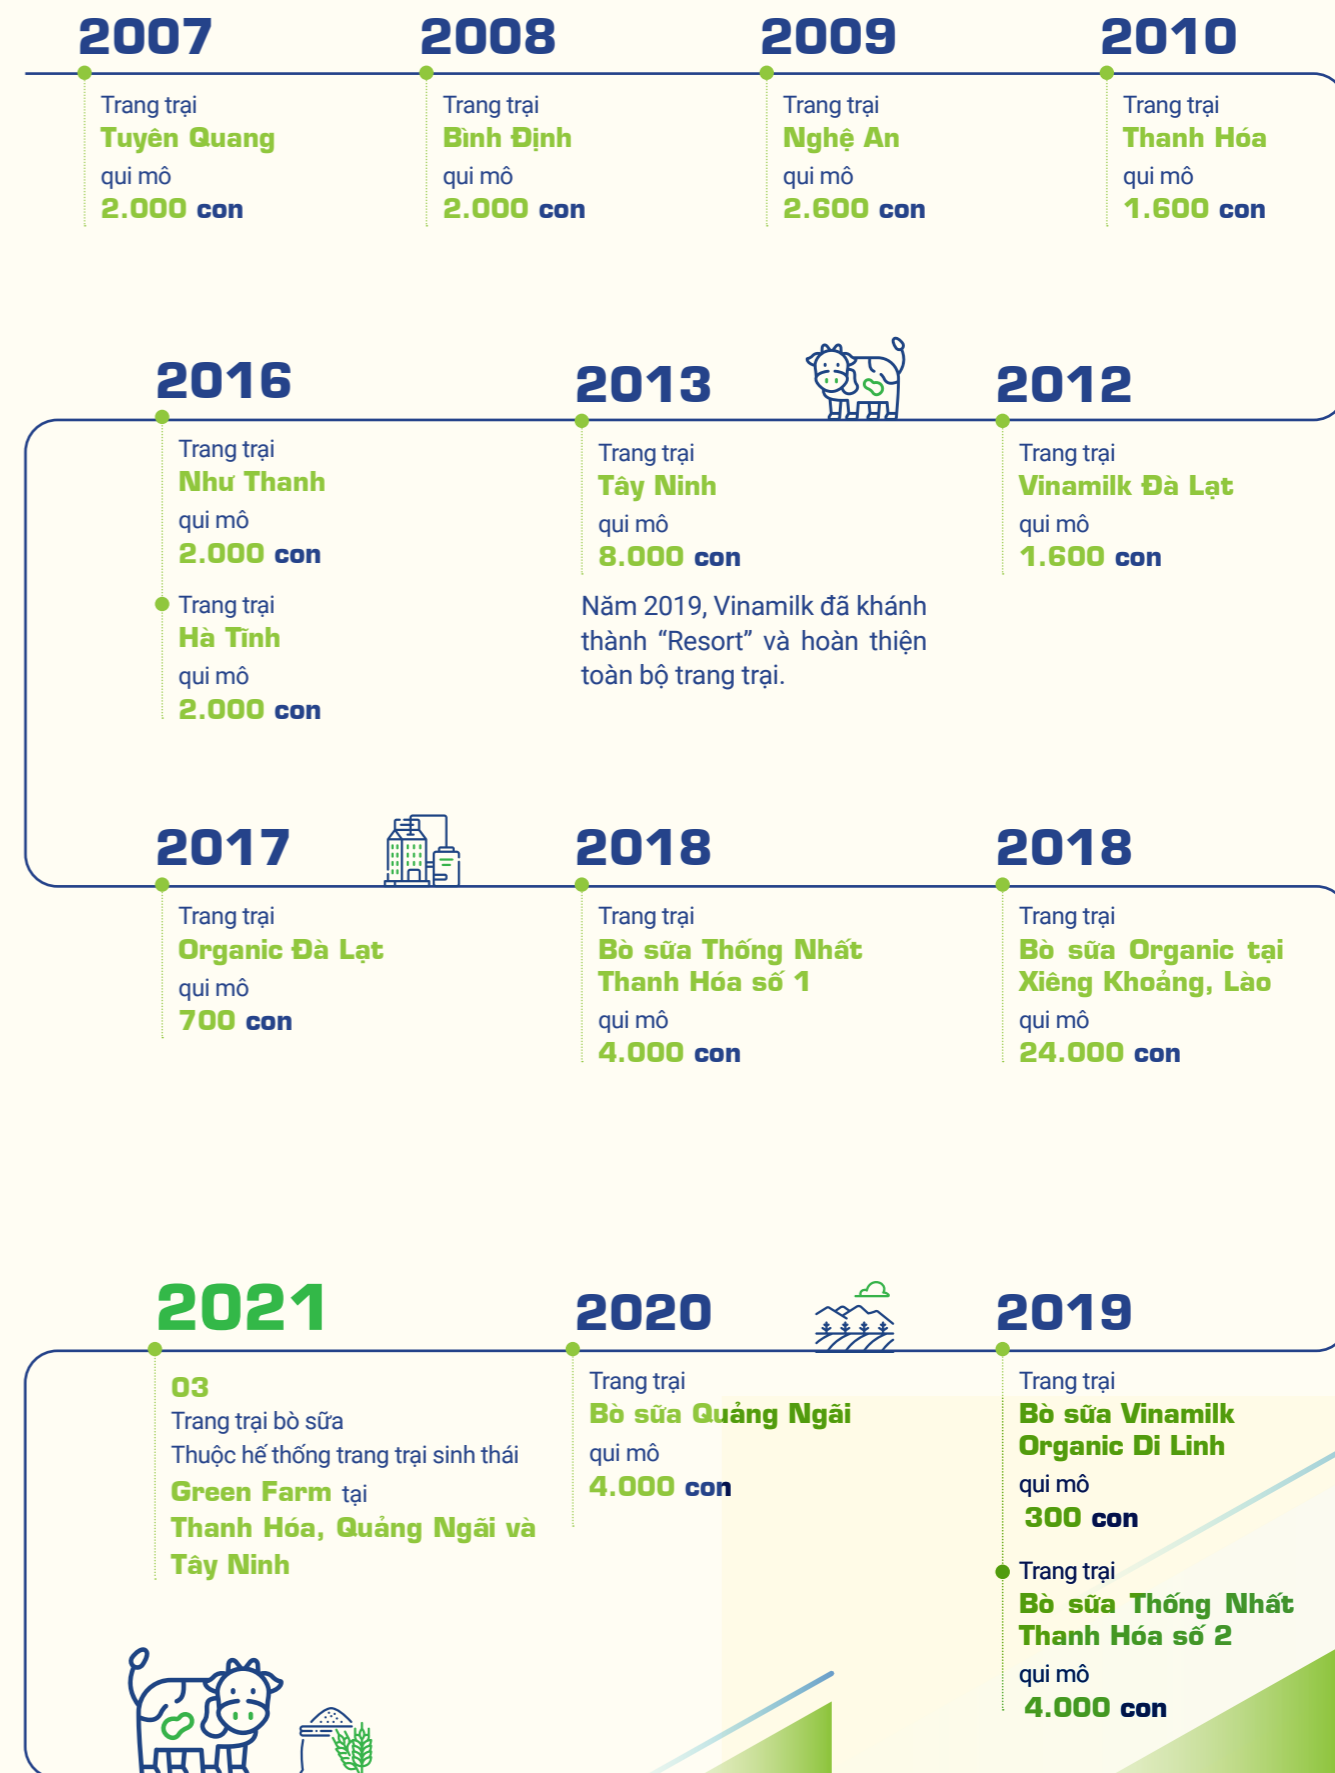 2007
Trang trại
Tuyên Quang
qui mô
2.000 con
2008
Trang trại
Bình Định
qui mô
2.000 con
2009
Trang trại
Nghệ An
qui mô
2.600 con
2010
Trang trại
Thanh Hóa
qui mô
1.600 con
2012
Trang trại
Vinamilk Đà Lạt
qui mô
1.600 con
2013
Trang trại
Tây Ninh
qui mô
8.000 con
Năm 2019, Vinamilk đã khánh
thành “Resort” và hoàn thiện
toàn bộ trang trại.
2016
Trang trại
Như Thanh
qui mô
2.000 con
Trang trại
Hà Tĩnh
qui mô
2.000 con
2017
Trang trại
Organic Đà Lạt
qui mô
700 con
2018
Trang trại
Bò sữa Thống Nhất
Thanh Hóa số 1
qui mô
4.000 con
2018
Trang trại
Bò sữa Organic tại
Xiêng Khoảng, Lào
qui mô
24.000 con
2019
Trang trại
Bò sữa Vinamilk
Organic Di Linh
qui mô
300 con
Trang trại
Bò sữa Thống Nhất
Thanh Hóa số 2
qui mô
4.000 con
2020
Trang trại
Bò sữa Quảng Ngãi
qui mô
4.000 con
2021
03
Trang trại bò sữa
Thuộc hế thống trang trại sinh thái
Green Farm tại
Thanh Hóa, Quảng Ngãi và
Tây Ninh